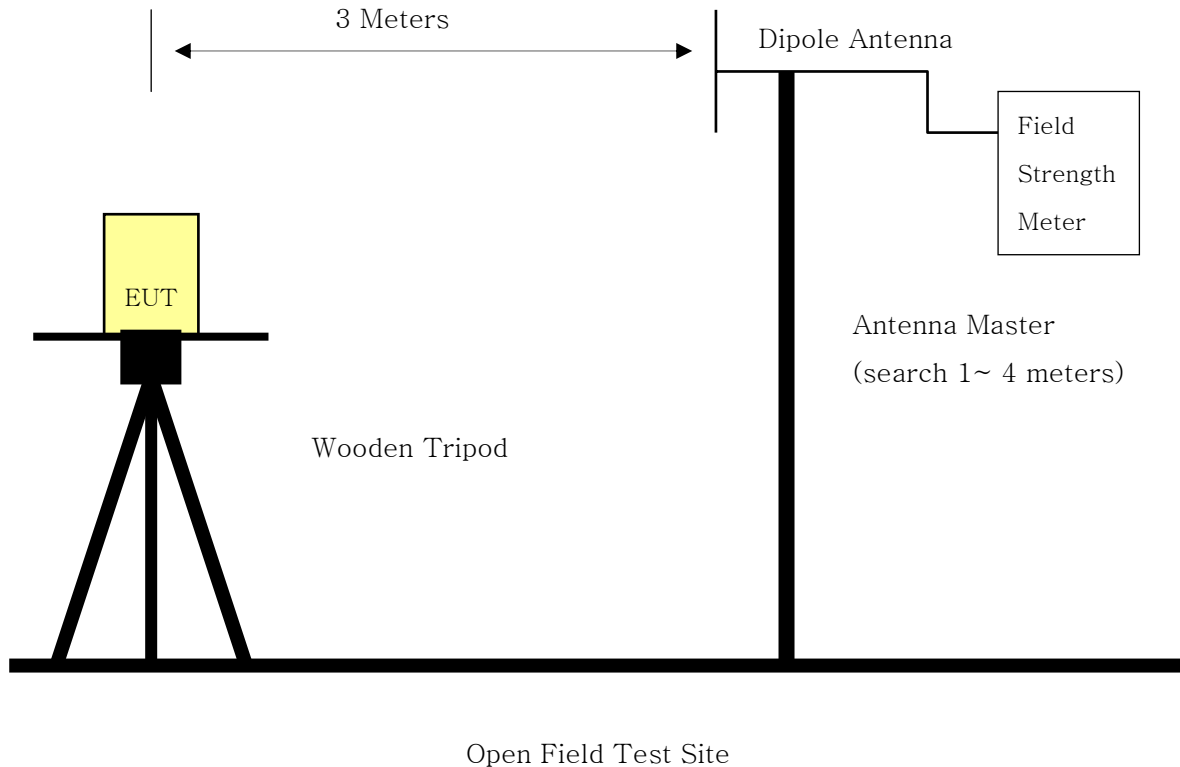 3 Meters
Dipole Antenna
Field
Strength
Meter
EUT
Antenna Master
(search 1~ 4 meters)
Wooden Tripod
Open Field Test Site